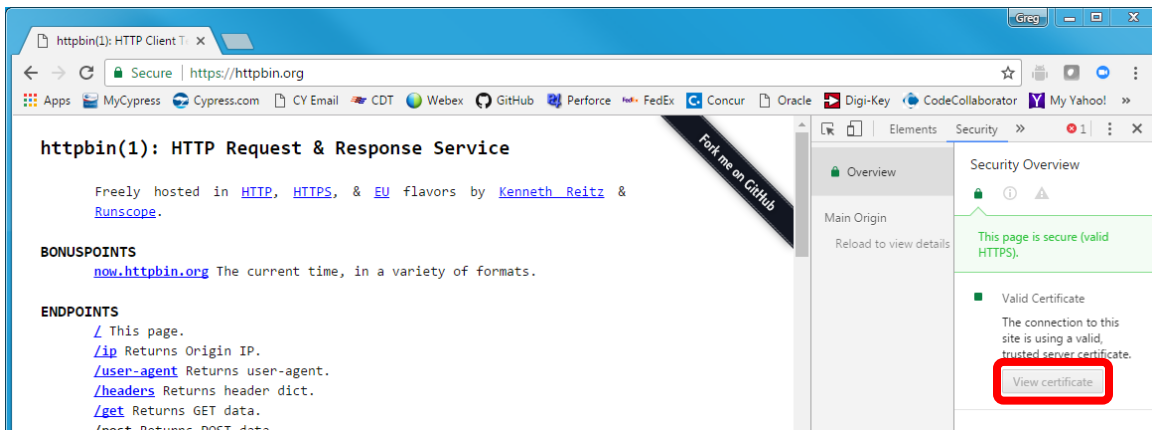 Greg
httpbin(1): HTTP Client T
Secure | https://httpbin.org
Apps MyCypress Cypress.com CY Email CDT Webex GitHub Perforce FedEx Concur Oracle Digi-Key CodeCollaborator My Yahoo! »
Elements Security » 1
httpbin(1): HTTP Request & Response Service
Freely hosted in HTTP, HTTPS, & EU flavors by Kenneth Reitz &
Runscope.
BONUSPOINTS
now.httpbin.org The current time, in a variety of formats.
ENDPOINTS
/ This page.
/ip Returns Origin IP.
/user-agent Returns user-agent.
/headers Returns header dict.
/get Returns GET data.
/post Returns POST data
Fork me on GitHub
Overview
Main Origin
Reload to view details
Security Overview
This page is secure (valid
HTTPS).
Valid Certificate
The connection to this
site is using a valid,
trusted server certificate.
View certificate